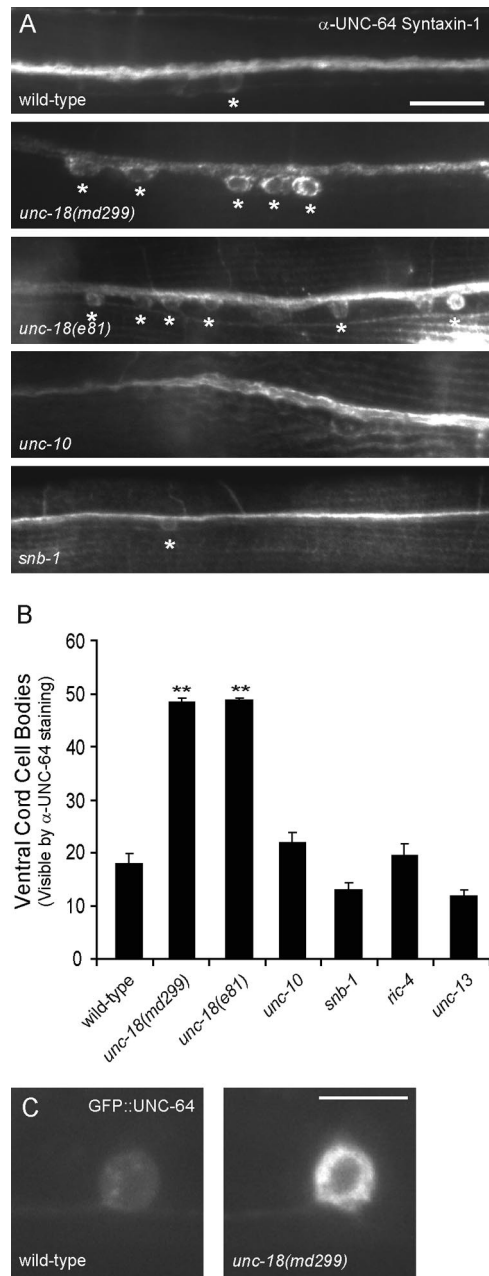 A
α-UNC-64 Syntaxin-1
wild-type
*
* * * * *
unc-18(md299)
* * * * * *
unc-18(e81)
unc-10
*
snb-1
B
Ventral Cord Cell Bodies
(Visible by α-UNC-64 staining)
60
50
40
30
20
10
0
** **
wild-type
unc-18(md299)
unc-18(e81)
unc-10
snb-1
ric-4
unc-13
C
GFP::UNC-64
wild-type
unc-18(md299)